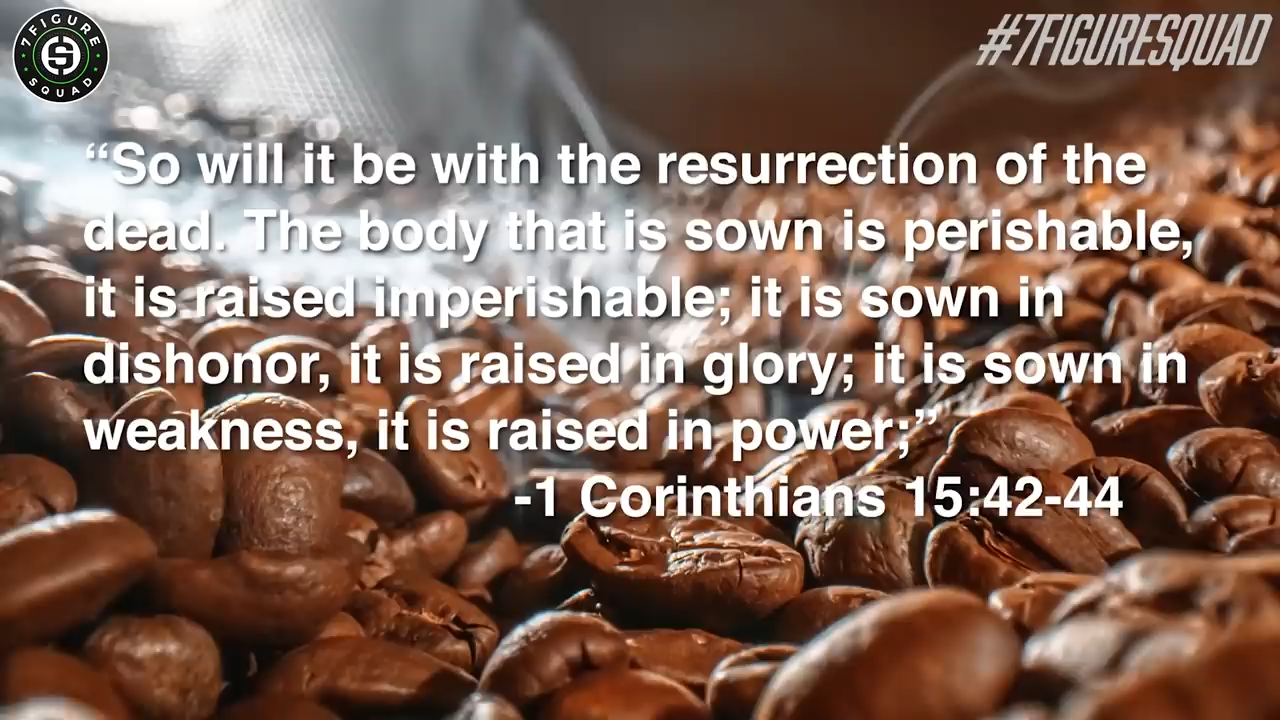 7 FIGURE
SQUAD
#7FIGURESQUAD
“So will it be with the resurrection of the
dead. The body that is sown is perishable,
it is raised imperishable; it is sown in
dishonor, it is raised in glory; it is sown in
weakness, it is raised in power;”
-1 Corinthians 15:42-44